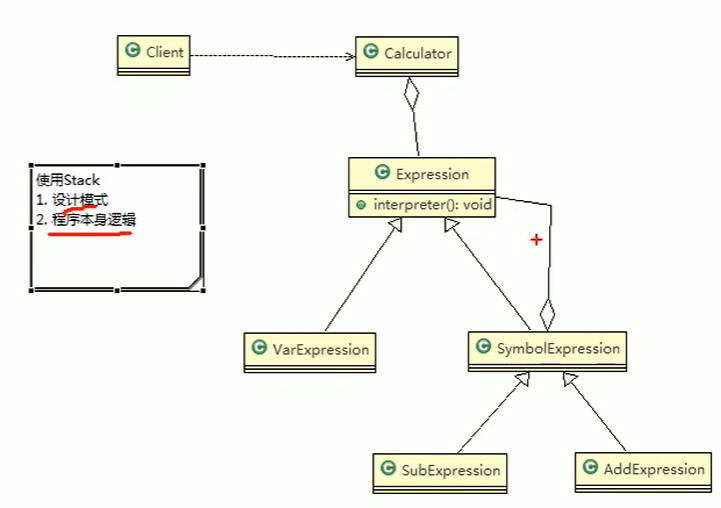 Client
Calculator
Expression
interpreter(): void
使用Stack
1. 设计模式
2. 程序本身逻辑
+
VarExpression
SymbolExpression
SubExpression
AddExpression